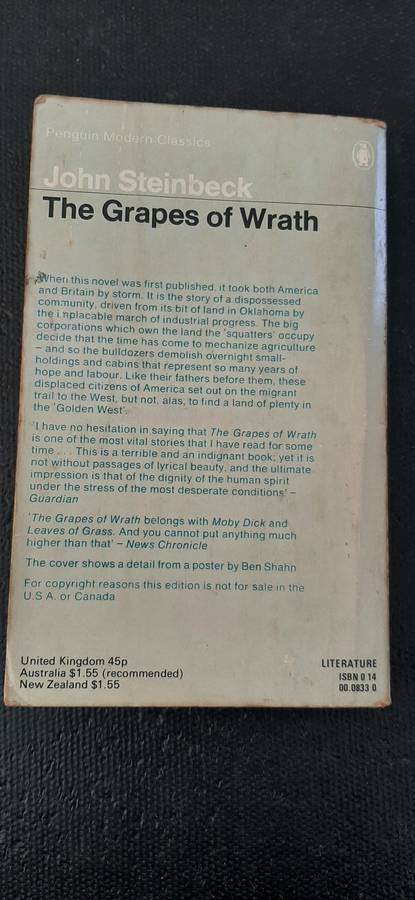 Penguin Modern Classics
John Steinbeck
The Grapes of Wrath
When this novel was first published, it took both America
and Britain by storm. It is the story of a dispossessed
community, driven from its bit of land in Oklahoma by
the implacable march of industrial progress. The big
corporations which own the land the 'squatters' occupy
decide that the time has come to mechanize agriculture
– and so the bulldozers demolish overnight small-
holdings and cabins that represent so many years of
hope and labour. Like their fathers before them, these
displaced citizens of America set out on the migrant
trail to the West, but not, alas, to find a land of plenty in
the 'Golden West'.
'I have no hesitation in saying that The Grapes of Wrath
is one of the most vital stories that I have read for some
time . . . This is a terrible and an indignant book; yet it is
not without passages of lyrical beauty, and the ultimate
impression is that of the dignity of the human spirit
under the stress of the most desperate conditions' –
Guardian
'The Grapes of Wrath belongs with Moby Dick and
Leaves of Grass. And you cannot put anything much
higher than that' – News Chronicle
The cover shows a detail from a poster by Ben Shahn
For copyright reasons this edition is not for sale in the
U.S.A. or Canada
United Kingdom 45p
Australia $1.55 (recommended)
New Zealand $1.55
LITERATURE
ISBN 0 14
00.0833 0